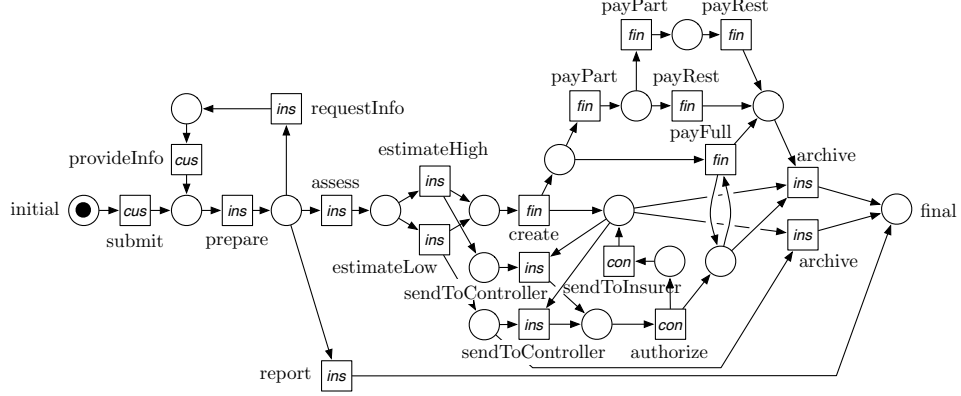 payPart payRest
fin fin
payPart payRest
fin fin
ins requestInfo
payFull
provideInfo cus
estimateHigh
fin
archive
assess
ins
ins
initial cus ins ins fin final
submit prepare create
ins
ins
estimateLow
archive
ins
con
sendToInsurer
sendToController
ins con
sendToController authorize
report ins